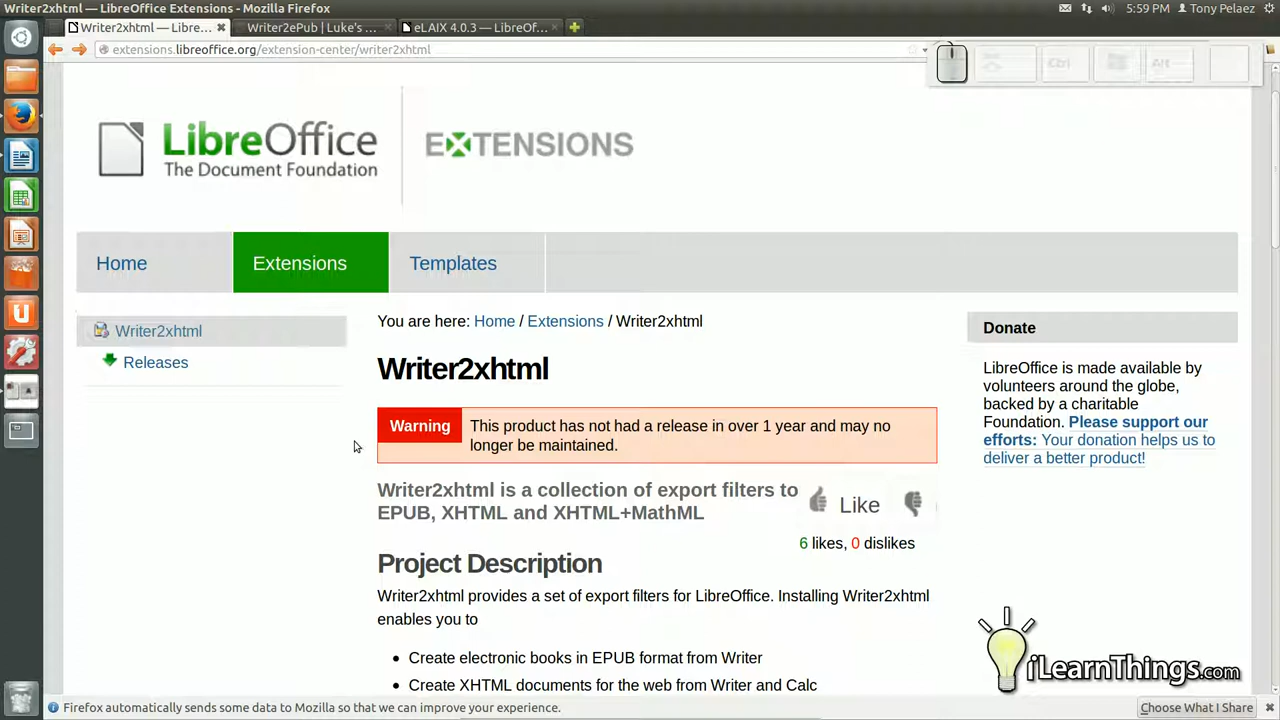 Writer2xhtml — LibreOffice Extensions - Mozilla Firefox
5:59 PM
Tony Pelaez
Writer2xhtml — Libre...
Writer2ePub | Luke's ...
eLAIX 4.0.3 — LibreOf...
extensions.libreoffice.org/extension-center/writer2xhtml
Ctrl
Alt
LibreOffice
The Document Foundation
EXTENSIONS
Home
Extensions
Templates
Writer2xhtml
Releases
You are here: Home / Extensions / Writer2xhtml
Writer2xhtml
Warning
This product has not had a release in over 1 year and may no
longer be maintained.
Writer2xhtml is a collection of export filters to
EPUB, XHTML and XHTML+MathML
Like
6 likes, 0 dislikes
Project Description
Writer2xhtml provides a set of export filters for LibreOffice. Installing Writer2xhtml
enables you to
• Create electronic books in EPUB format from Writer
• Create XHTML documents for the web from Writer and Calc
Donate
LibreOffice is made available by
volunteers around the globe,
backed by a charitable
Foundation. Please support our
efforts: Your donation helps us to
deliver a better product!
iLearnThings.com
Firefox automatically sends some data to Mozilla so that we can improve your experience.
Choose What I Share